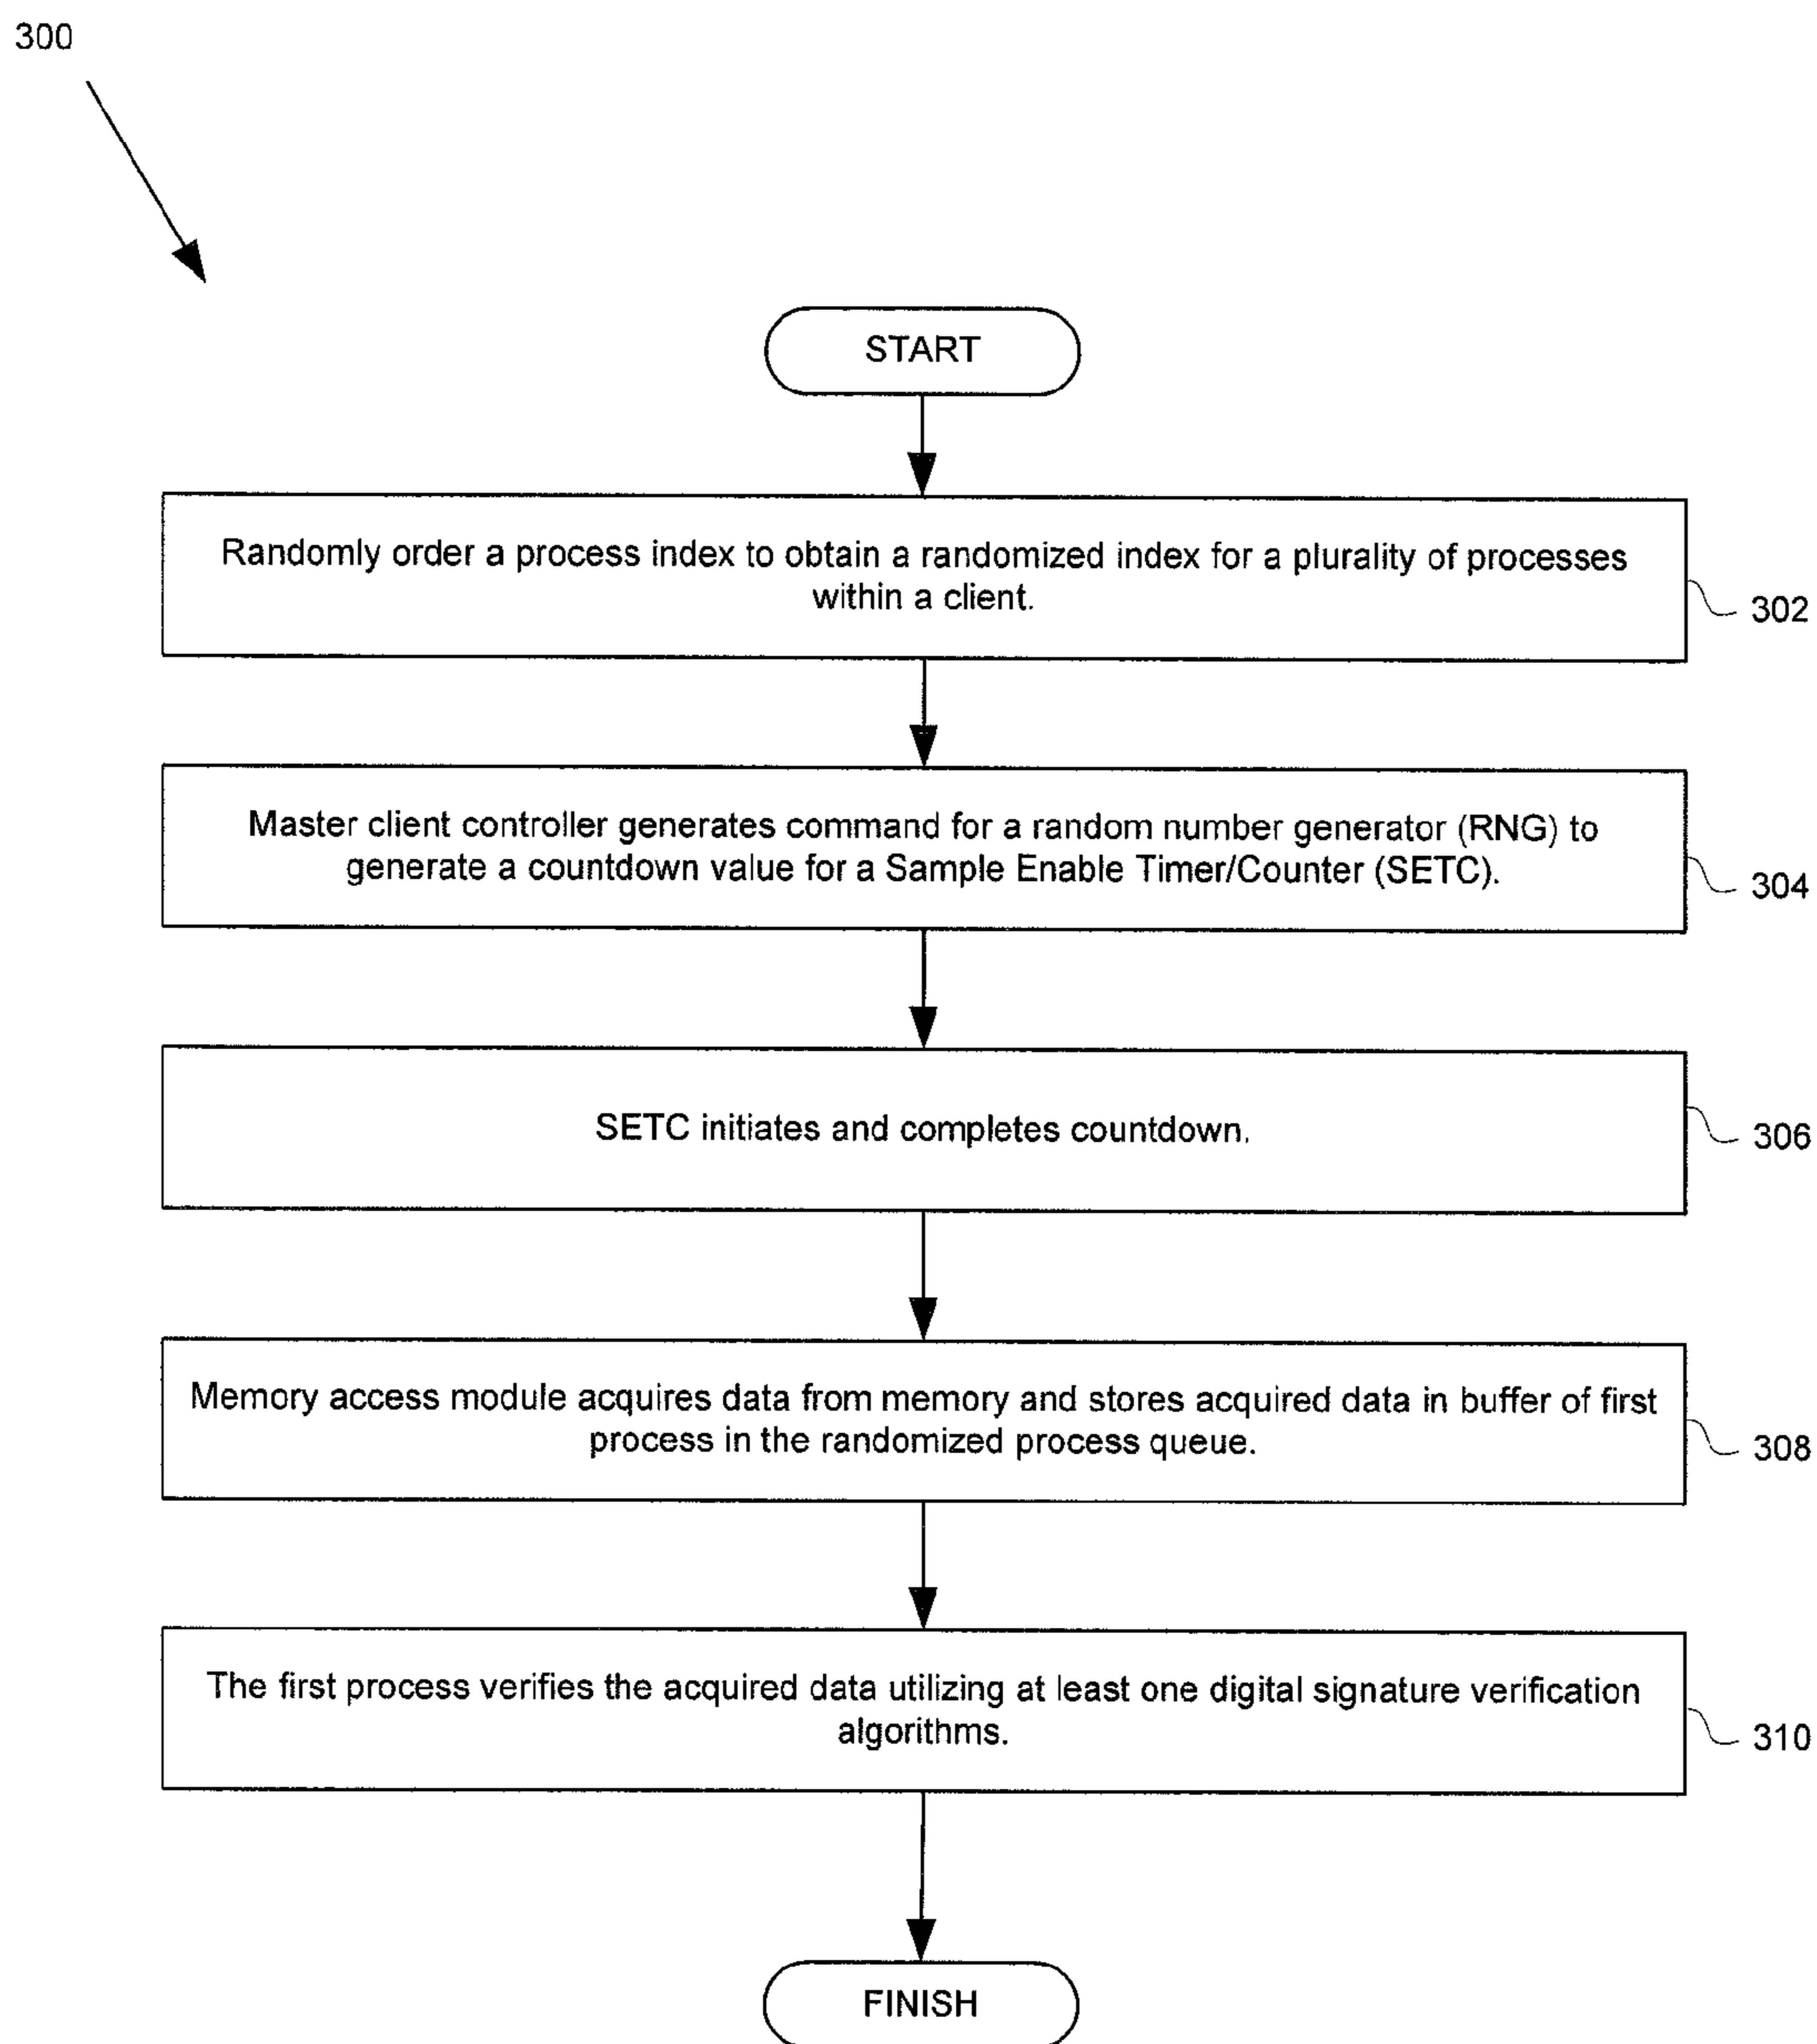 300
START
Randomly order a process index to obtain a randomized index for a plurality of processes
within a client.
302
Master client controller generates command for a random number generator (RNG) to
generate a countdown value for a Sample Enable Timer/Counter (SETC).
304
SETC initiates and completes countdown.
306
Memory access module acquires data from memory and stores acquired data in buffer of first
process in the randomized process queue.
308
The first process verifies the acquired data utilizing at least one digital signature verification
algorithms.
310
FINISH